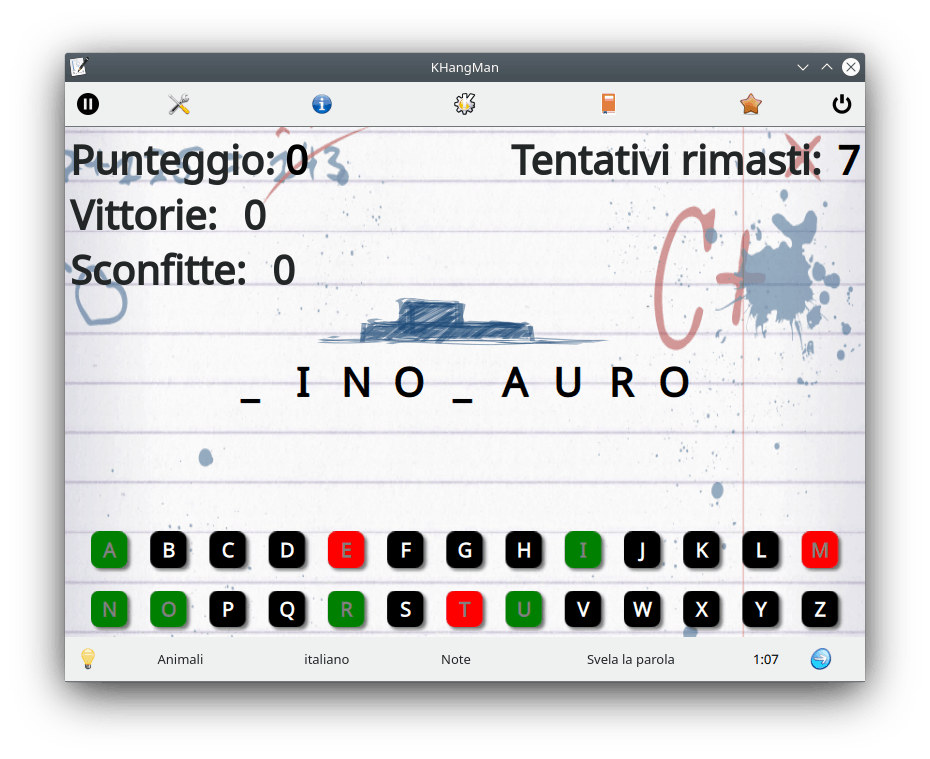 KHangMan
Punteggio: 0
Tentativi rimasti: 7
Vittorie: 0
Sconfitte: 0
C+
_ I N O _ A U R O
A B C D E F G H I J K L M
N O P Q R S T U V W X Y Z
Animali italiano Note Svela la parola 1:07